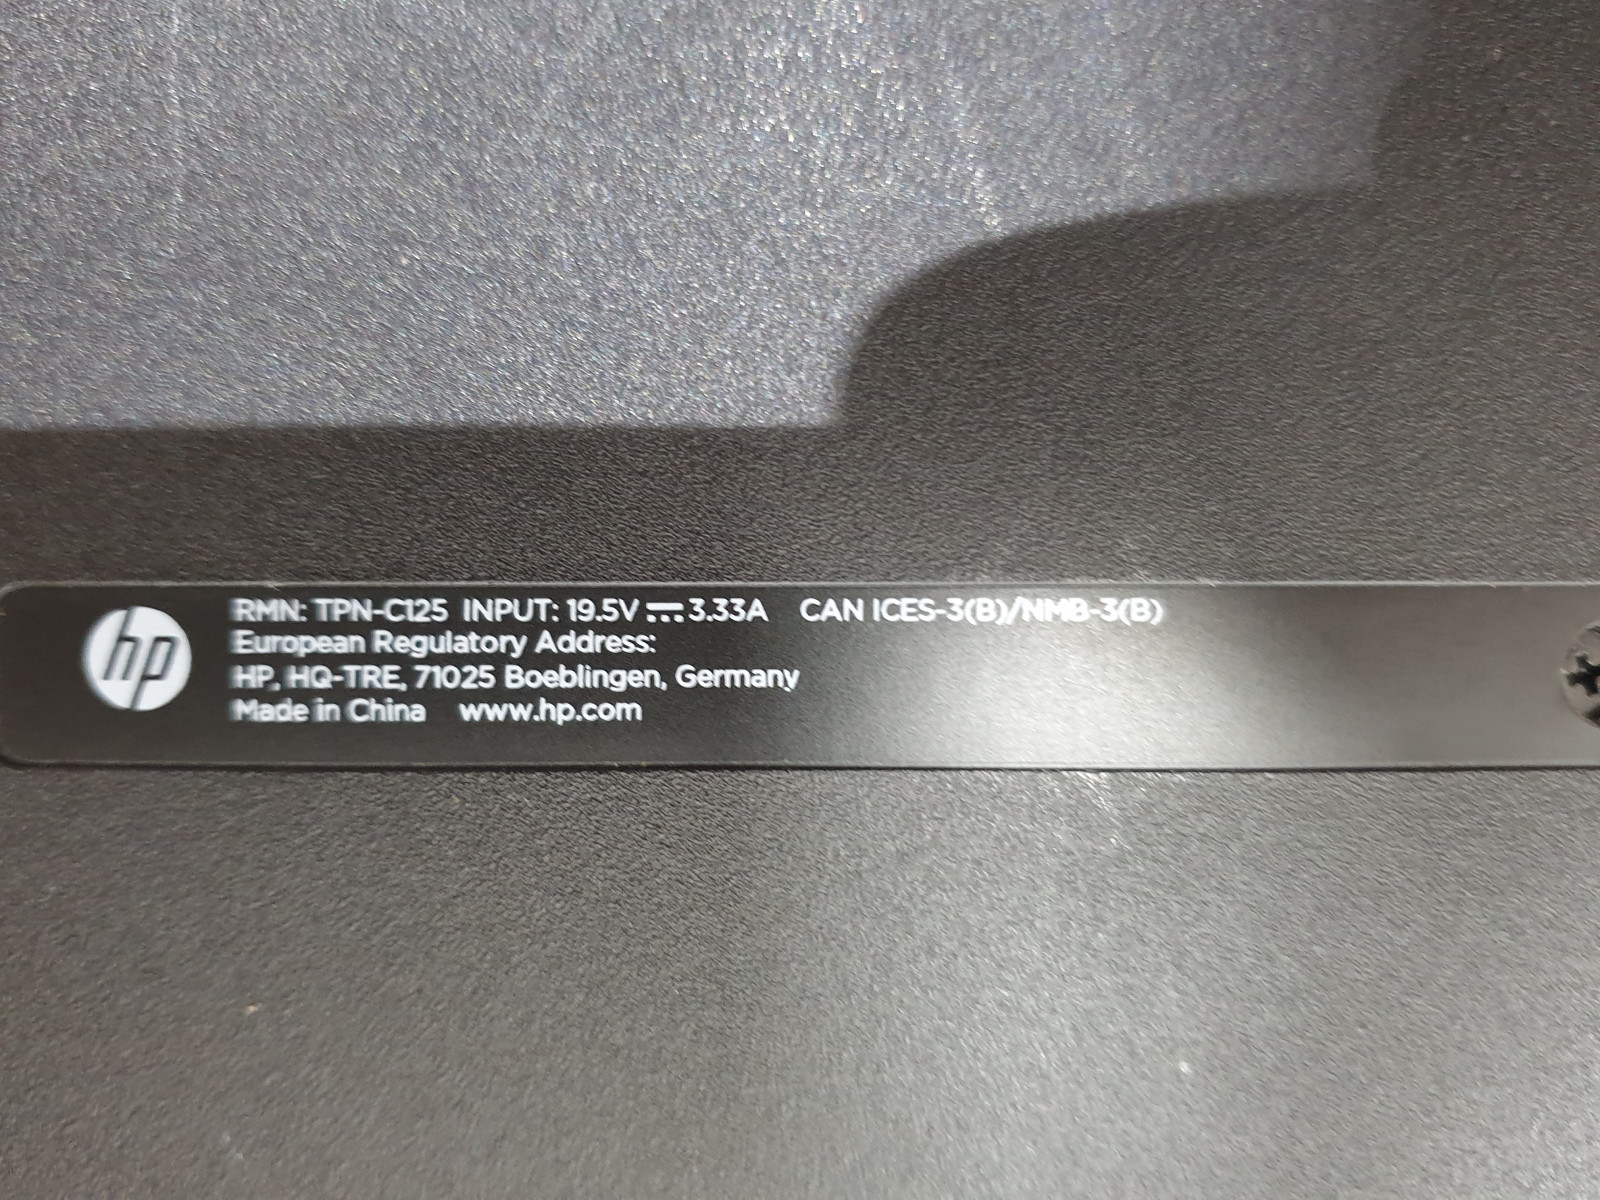 hp
RMN: TPN-C125 INPUT: 19.5V ⎓ 3.33A CAN ICES-3(B)/NMB-3(B)
European Regulatory Address:
HP, HQ-TRE, 71025 Boeblingen, Germany
Made in China www.hp.com